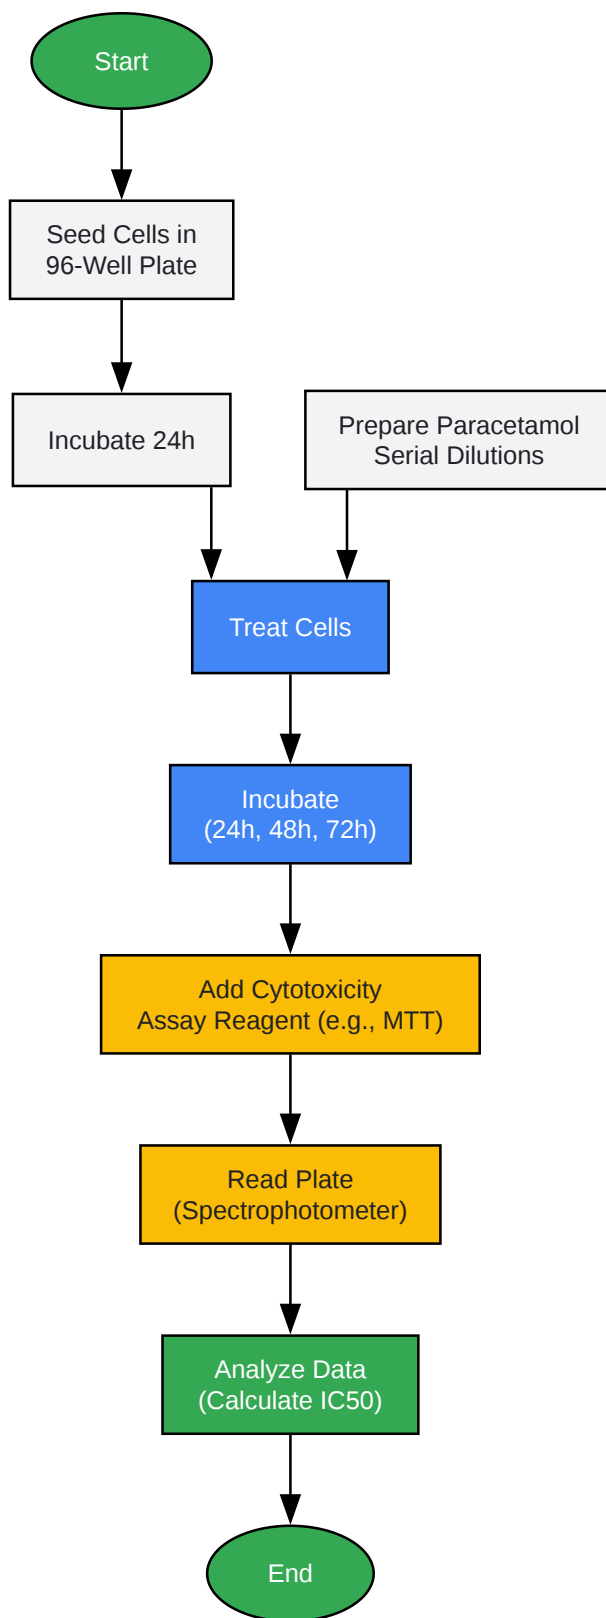 Start
Seed Cells in
96-Well Plate
Incubate 24h
Prepare Paracetamol
Serial Dilutions
Treat Cells
Incubate
(24h, 48h, 72h)
Add Cytotoxicity
Assay Reagent (e.g., MTT)
Read Plate
(Spectrophotometer)
Analyze Data
(Calculate IC50)
End